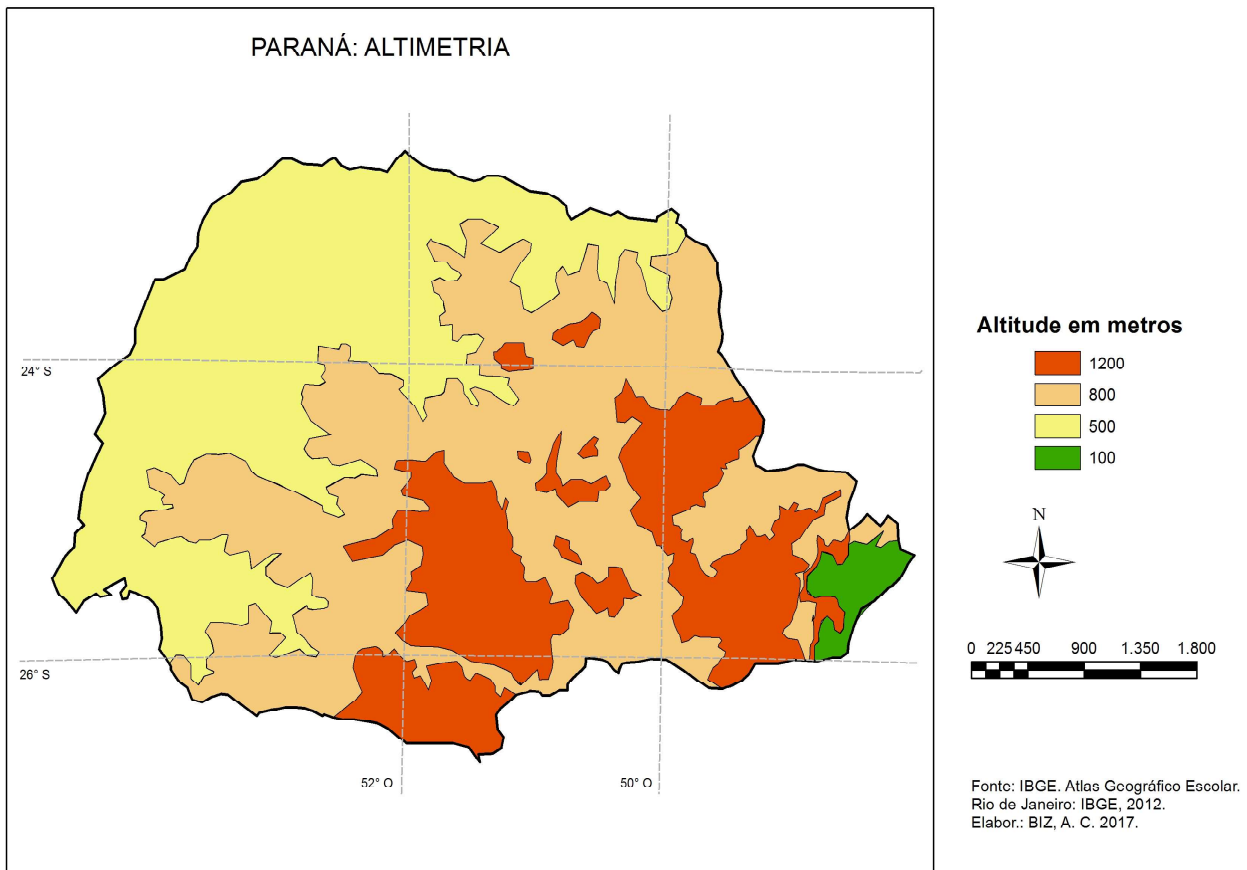 PARANÁ: ALTIMETRIA
24° S
26° S
52° O
50° O
Altitude em metros
1200
800
500
100
N
0 225 450 900 1.350 1.800
Fonte: IBGE. Atlas Geográfico Escolar.
Rio de Janeiro: IBGE, 2012.
Elabor.: BIZ, A. C. 2017.